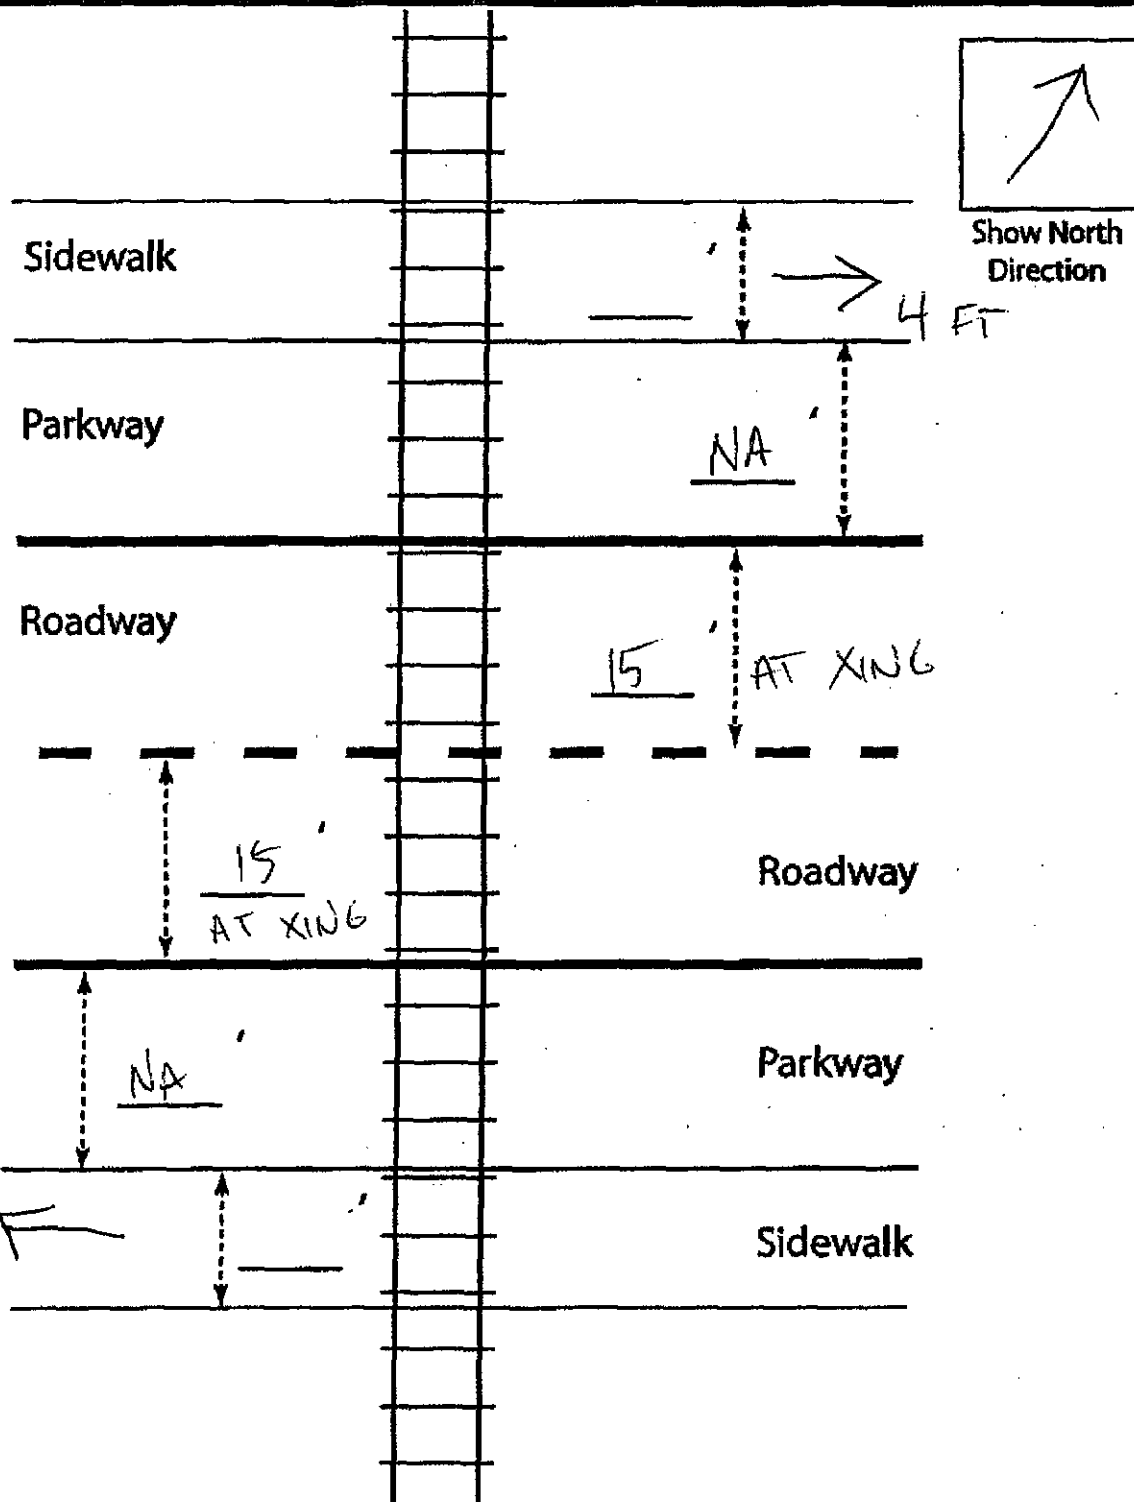 Show North
Direction
Sidewalk
'
4 FT
Parkway
NA '
Roadway
15 ' AT XING
15 '
AT XING
Roadway
NA '
Parkway
'
Sidewalk